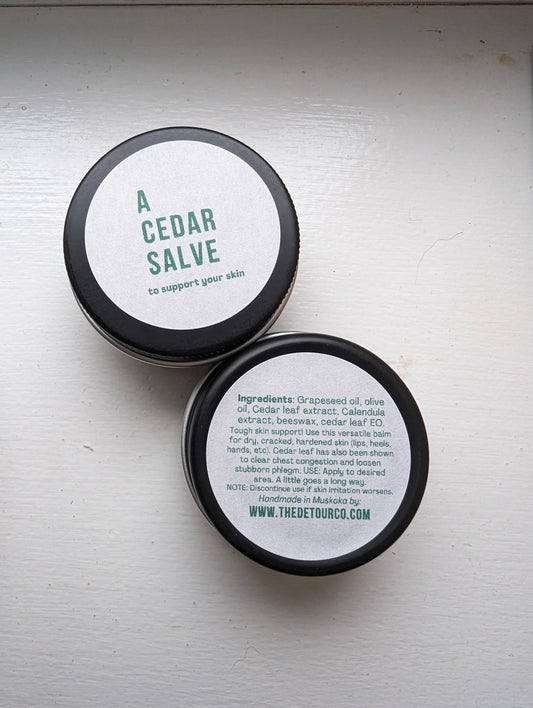 A
CEDAR
SALVE
to support your skin
Ingredients: Grapeseed oil, olive
oil, Cedar leaf extract, Calendula
extract, beeswax, cedar leaf EO.
Tough skin support! Use this versatile balm
for dry, cracked, hardened skin (lips, heels,
hands, etc). Cedar leaf has also been shown
to clear chest congestion and loosen
stubborn phlegm. USE: Apply to desired
area. A little goes a long way.
NOTE: Discontinue use if skin irritation worsens.
Handmade in Muskoka by:
WWW.THEDETOURCO.COM